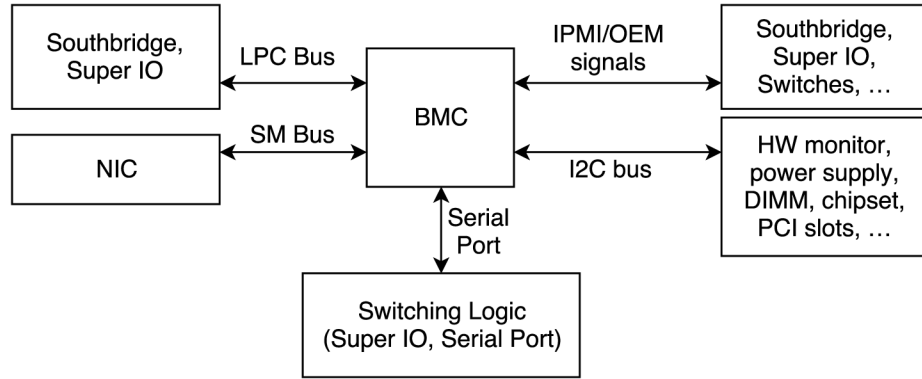 Southbridge,
Super IO
LPC Bus
BMC
IPMI/OEM
signals
Southbridge,
Super IO,
Switches, …
NIC
SM Bus
I2C bus
HW monitor,
power supply,
DIMM, chipset,
PCI slots, …
Serial
Port
Switching Logic
(Super IO, Serial Port)